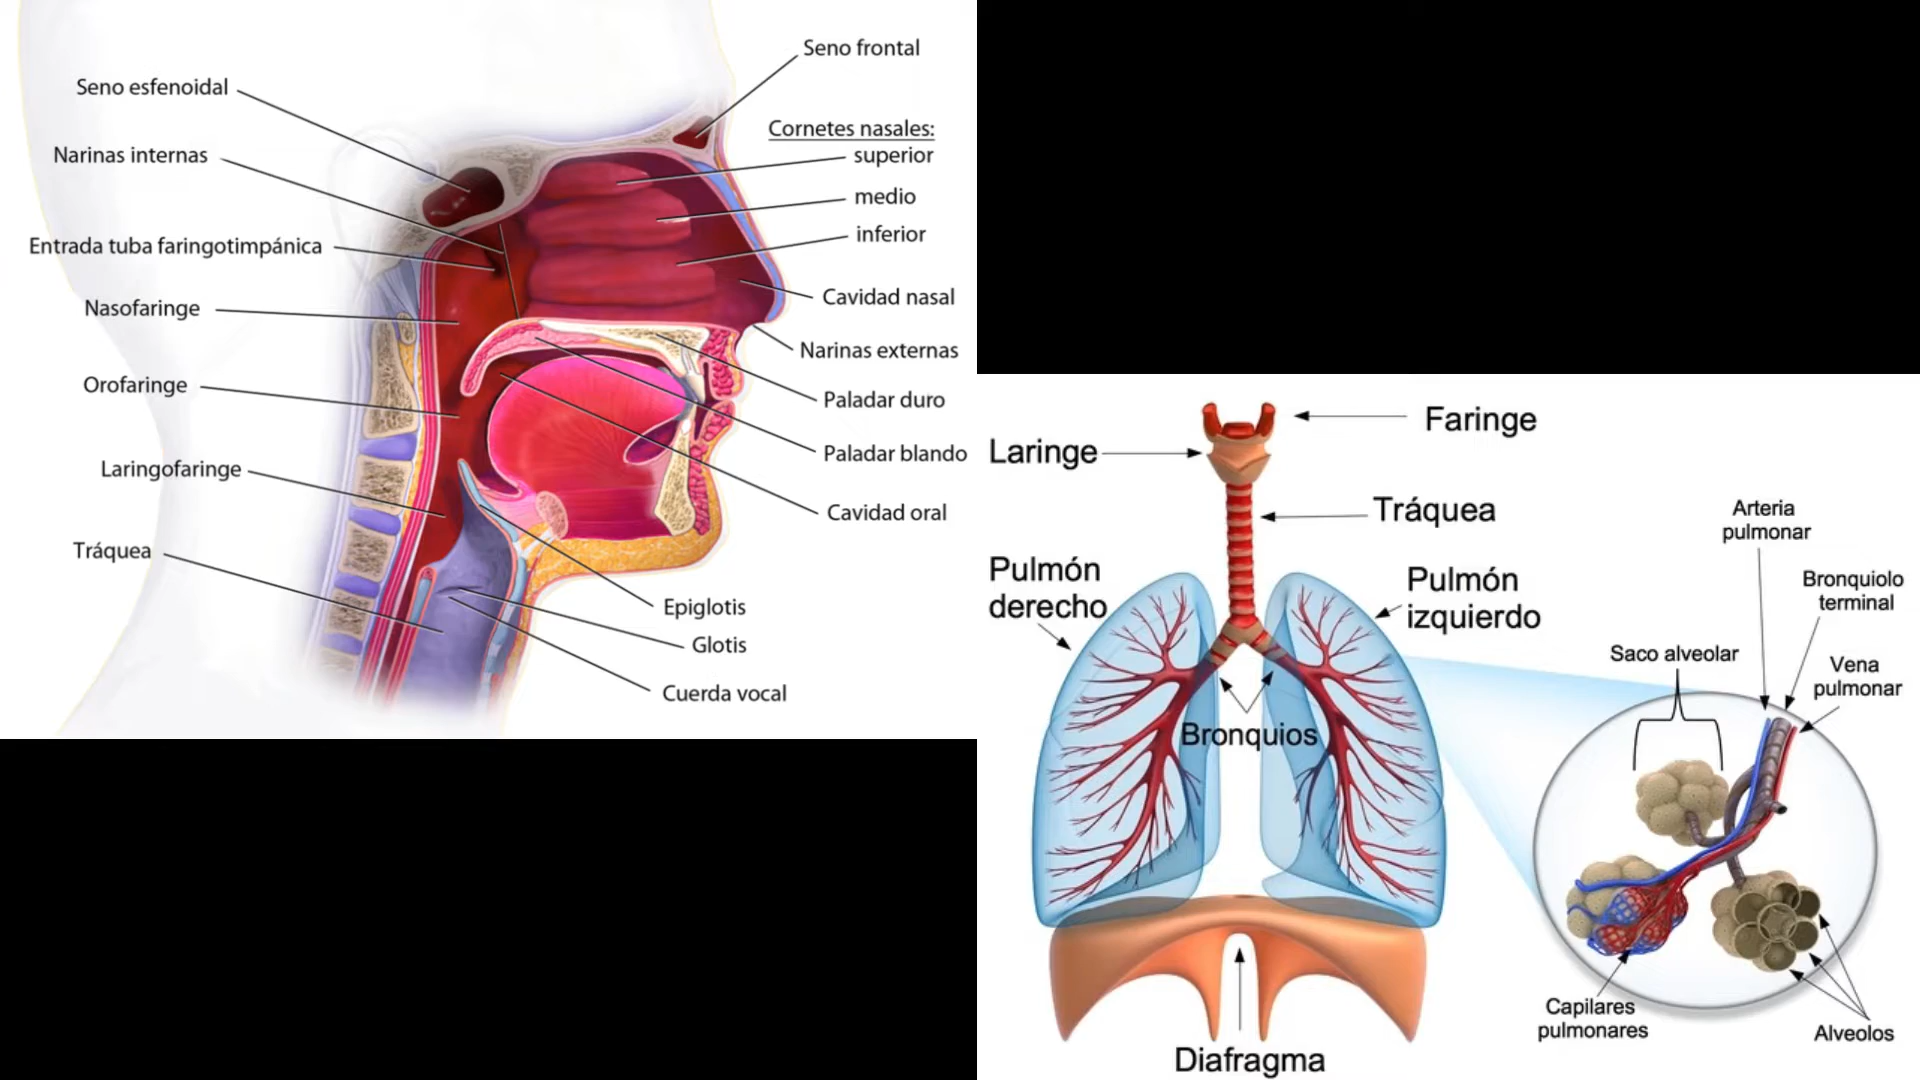 Seno frontal
Seno esfenoidal
Cornetes nasales:
superior
Narinas internas
medio
inferior
Entrada tuba faringotimpánica
Cavidad nasal
Nasofaringe
Narinas externas
Orofaringe
Paladar duro
Paladar blando
Laringofaringe
Cavidad oral
Tráquea
Epiglotis
Glotis
Cuerda vocal
Faringe
Laringe
Tráquea
Pulmón
derecho
Pulmón
izquierdo
Bronquios
Diafragma
Arteria
pulmonar
Bronquiolo
terminal
Saco alveolar
Vena
pulmonar
Capilares
pulmonares
Alveolos